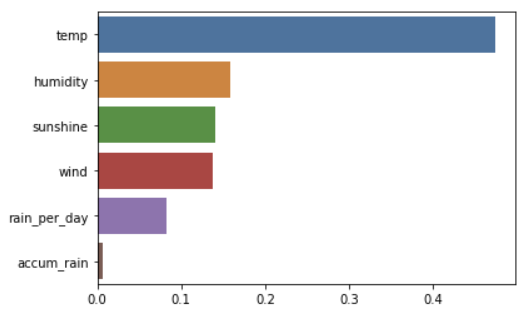 temp
humidity
sunshine
wind
rain_per_day
accum_rain
0.0 0.1 0.2 0.3 0.4